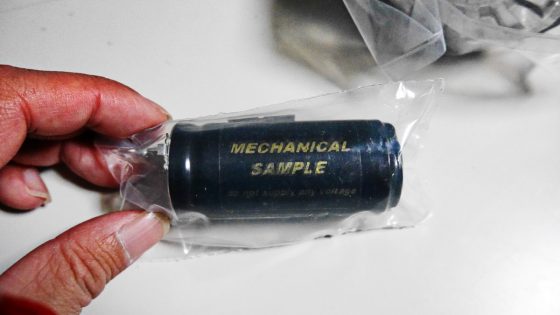 MECHANICAL
SAMPLE
do not supply any voltage